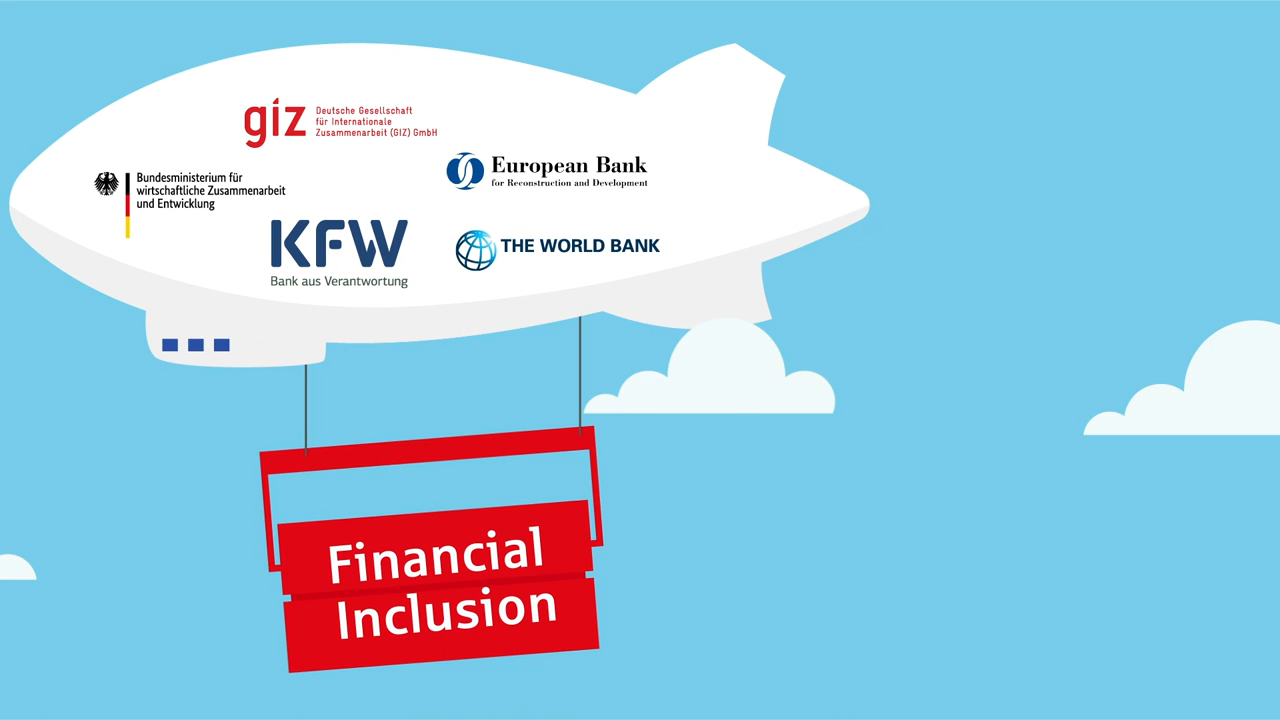 giz
Deutsche Gesellschaft
für Internationale
Zusammenarbeit (GIZ) GmbH
European Bank
for Reconstruction and Development
Bundesministerium für
wirtschaftliche Zusammenarbeit
und Entwicklung
KFW
Bank aus Verantwortung
THE WORLD BANK
Financial
Inclusion